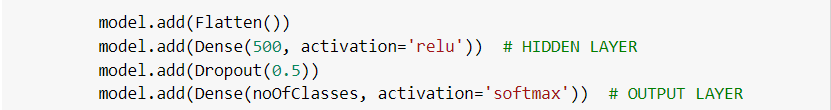 model.add(Flatten())
model.add(Dense(500, activation='relu'))  # HIDDEN LAYER
model.add(Dropout(0.5))
model.add(Dense(noOfClasses, activation='softmax'))  # OUTPUT LAYER